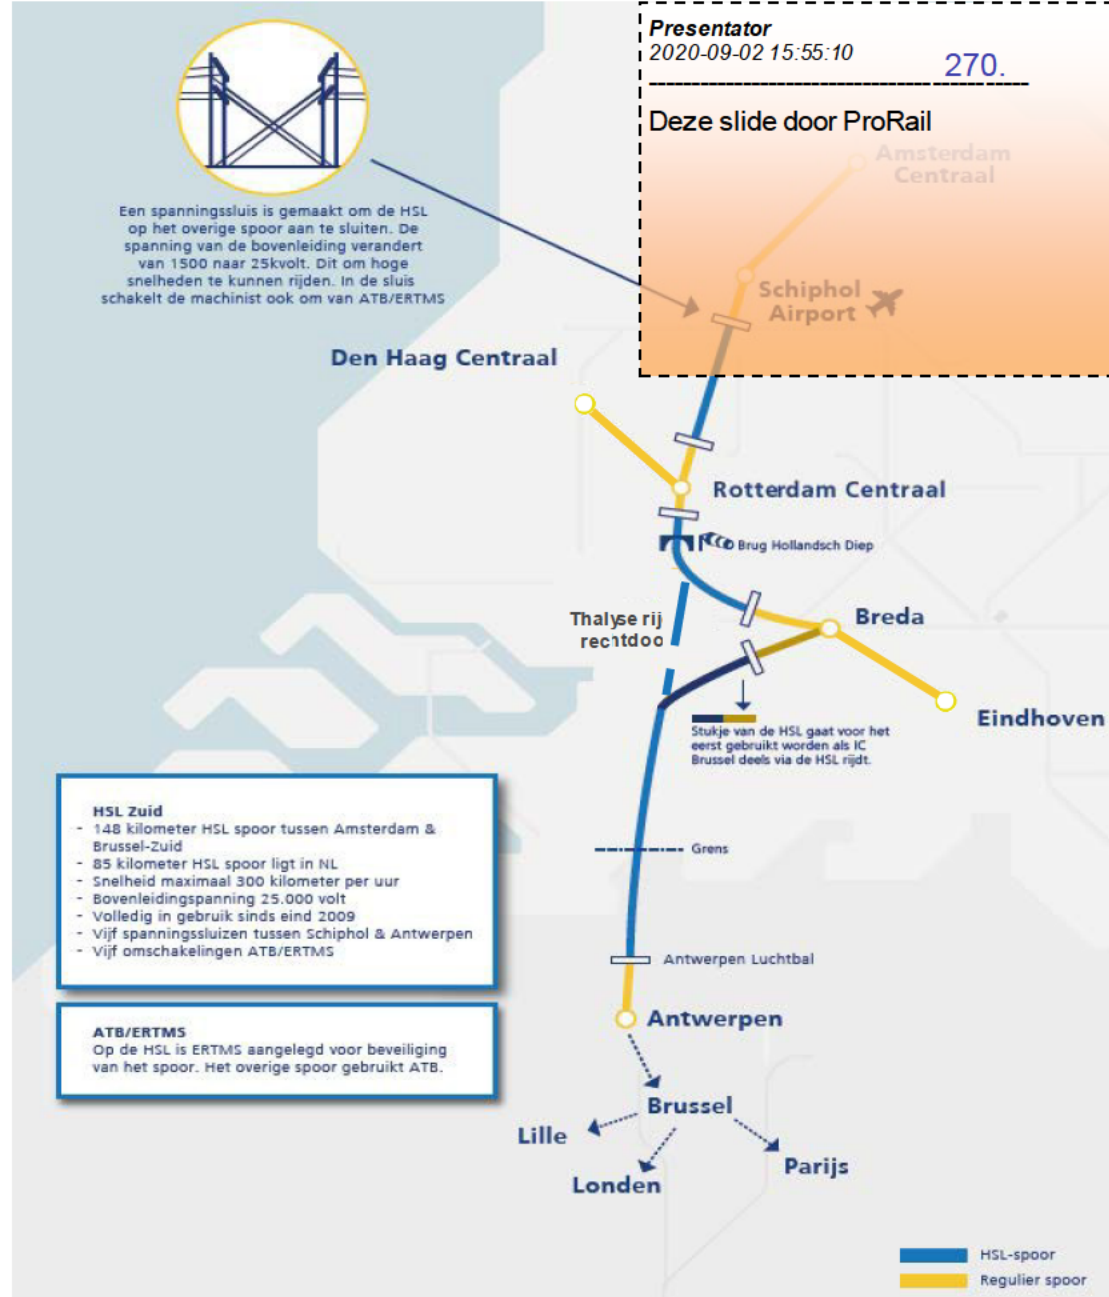 Presentator
2020-09-02 15:55:10
270.
Deze slide door ProRail
Amsterdam
Centraal
Een spanningssluis is gemaakt om de HSL
op het overige spoor aan te sluiten. De
spanning van de bovenleiding verandert
van 1500 naar 25kvolt. Dit om hoge
snelheden te kunnen rijden. In de sluis
schakelt de machinist ook om van ATB/ERTMS
Schiphol
Airport
Den Haag Centraal
Rotterdam Centraal
Brug Hollandsch Diep
Thalyse rij
rechtdoo
Breda
Eindhoven
Stukje van de HSL gaat voor het
eerst gebruikt worden als IC
Brussel deels via de HSL rijdt.
HSL Zuid
- 148 kilometer HSL spoor tussen Amsterdam &
Brussel-Zuid
- 85 kilometer HSL spoor ligt in NL
- Snelheid maximaal 300 kilometer per uur
- Bovenleidingspanning 25.000 volt
- Volledig in gebruik sinds eind 2009
- Vijf spanningssluizen tussen Schiphol & Antwerpen
- Vijf omschakelingen ATB/ERTMS
Grens
Antwerpen Luchtbal
ATB/ERTMS
Op de HSL is ERTMS aangelegd voor beveiliging
van het spoor. Het overige spoor gebruikt ATB.
Antwerpen
Brussel
Lille
Londen
Parijs
HSL-spoor
Regulier spoor